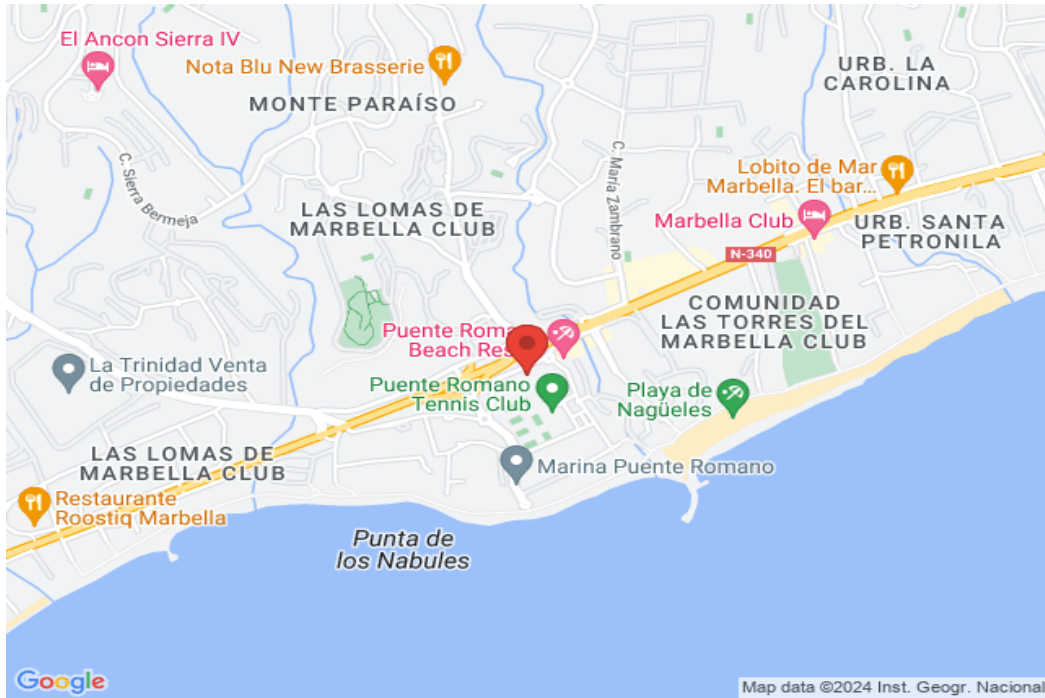 El Ancon Sierra IV
Nota Blu New Brasserie
MONTE PARAÍSO
URB. LA
CAROLINA
C. Sierra Bermeja
C. María Zambrano
Lobito de Mar
Marbella. El bar...
LAS LOMAS DE
MARBELLA CLUB
Marbella Club
URB. SANTA
PETRONILA
N-340
COMUNIDAD
LAS TORRES DEL
MARBELLA CLUB
Puente Roma
Beach Res
La Trinidad Venta
de Propiedades
Puente Romano
Tennis Club
Playa de
Nagüeles
LAS LOMAS DE
MARBELLA CLUB
Marina Puente Romano
Restaurante
Roostiq Marbella
Punta de
los Nabules
Google
Map data ©2024 Inst. Geogr. Nacional